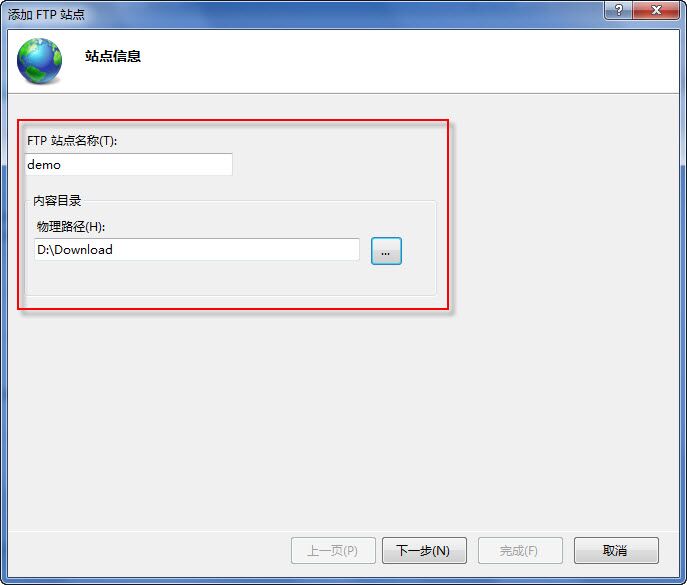 添加 FTP 站点
站点信息
FTP 站点名称(T):
demo
内容目录
物理路径(H):
D:\Download
...
上一页(P)
下一步(N)
完成(F)
取消